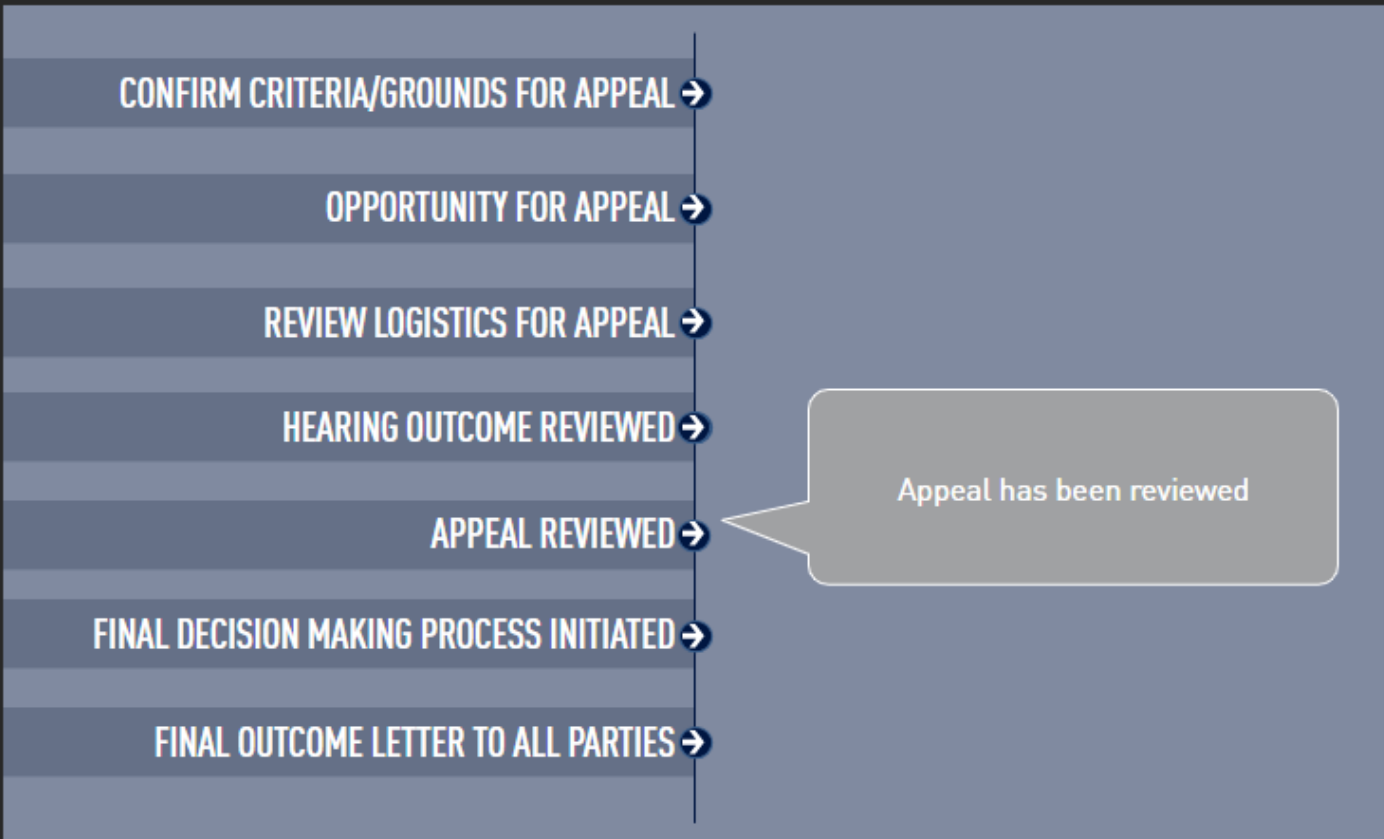 CONFIRM CRITERIA/GROUNDS FOR APPEAL
OPPORTUNITY FOR APPEAL
REVIEW LOGISTICS FOR APPEAL
HEARING OUTCOME REVIEWED
Appeal has been reviewed
APPEAL REVIEWED
FINAL DECISION MAKING PROCESS INITIATED
FINAL OUTCOME LETTER TO ALL PARTIES